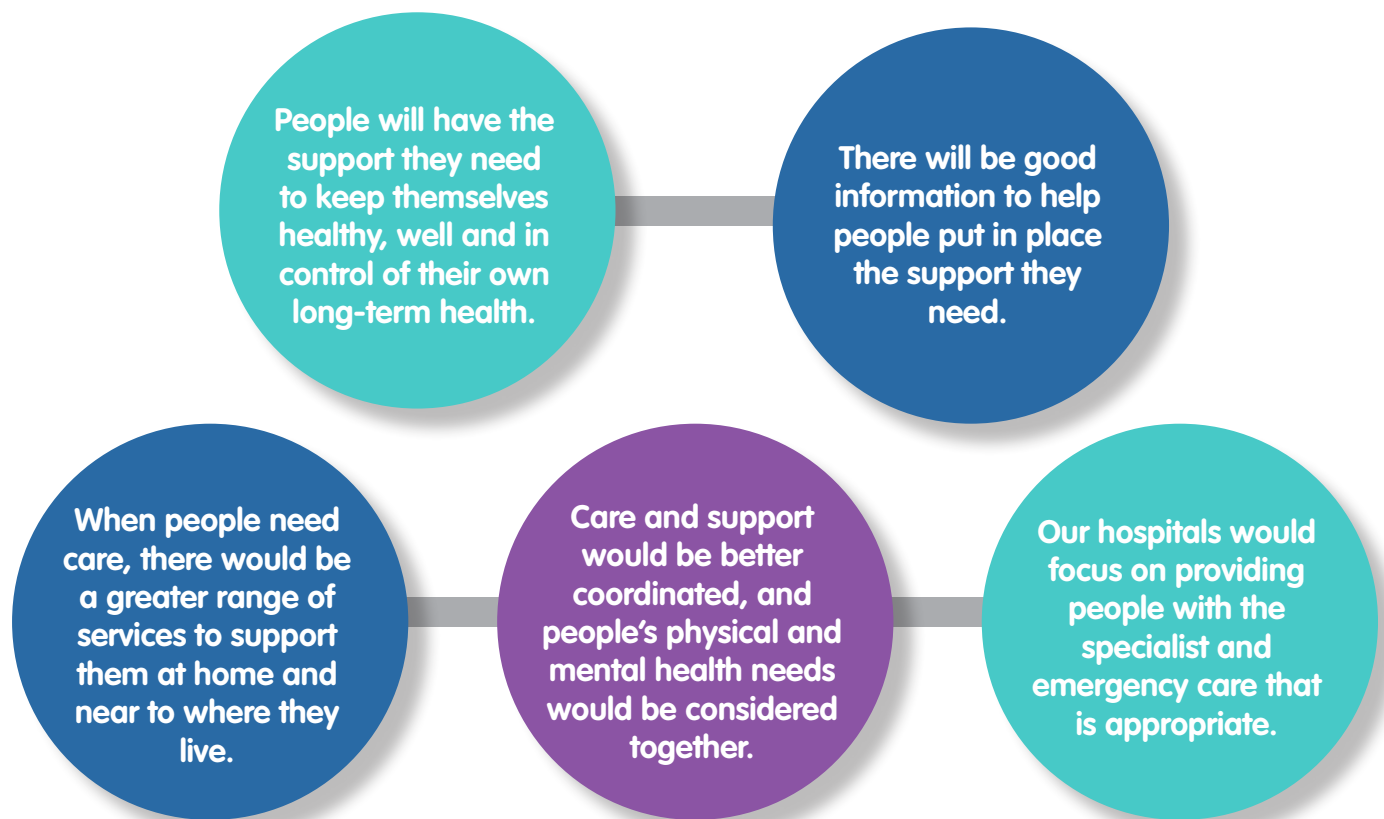 People will have the
support they need
to keep themselves
healthy, well and in
control of their own
long-term health.
There will be good
information to help
people put in place
the support they
need.
When people need
care, there would be
a greater range of
services to support
them at home and
near to where they
live.
Care and support
would be better
coordinated, and
people's physical and
mental health needs
would be considered
together.
Our hospitals would
focus on providing
people with the
specialist and
emergency care that
is appropriate.